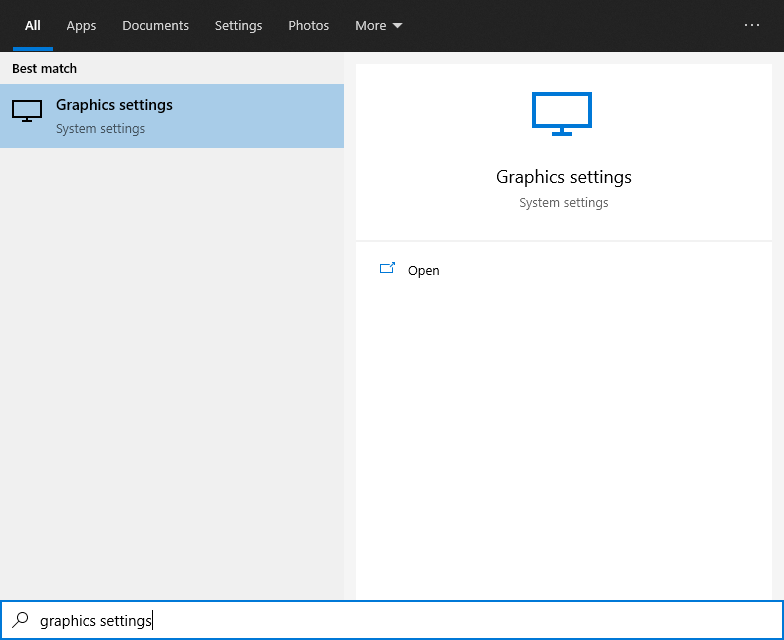 All Apps Documents Settings Photos More ...
Best match
Graphics settings
System settings
Graphics settings
System settings
Open
graphics settings